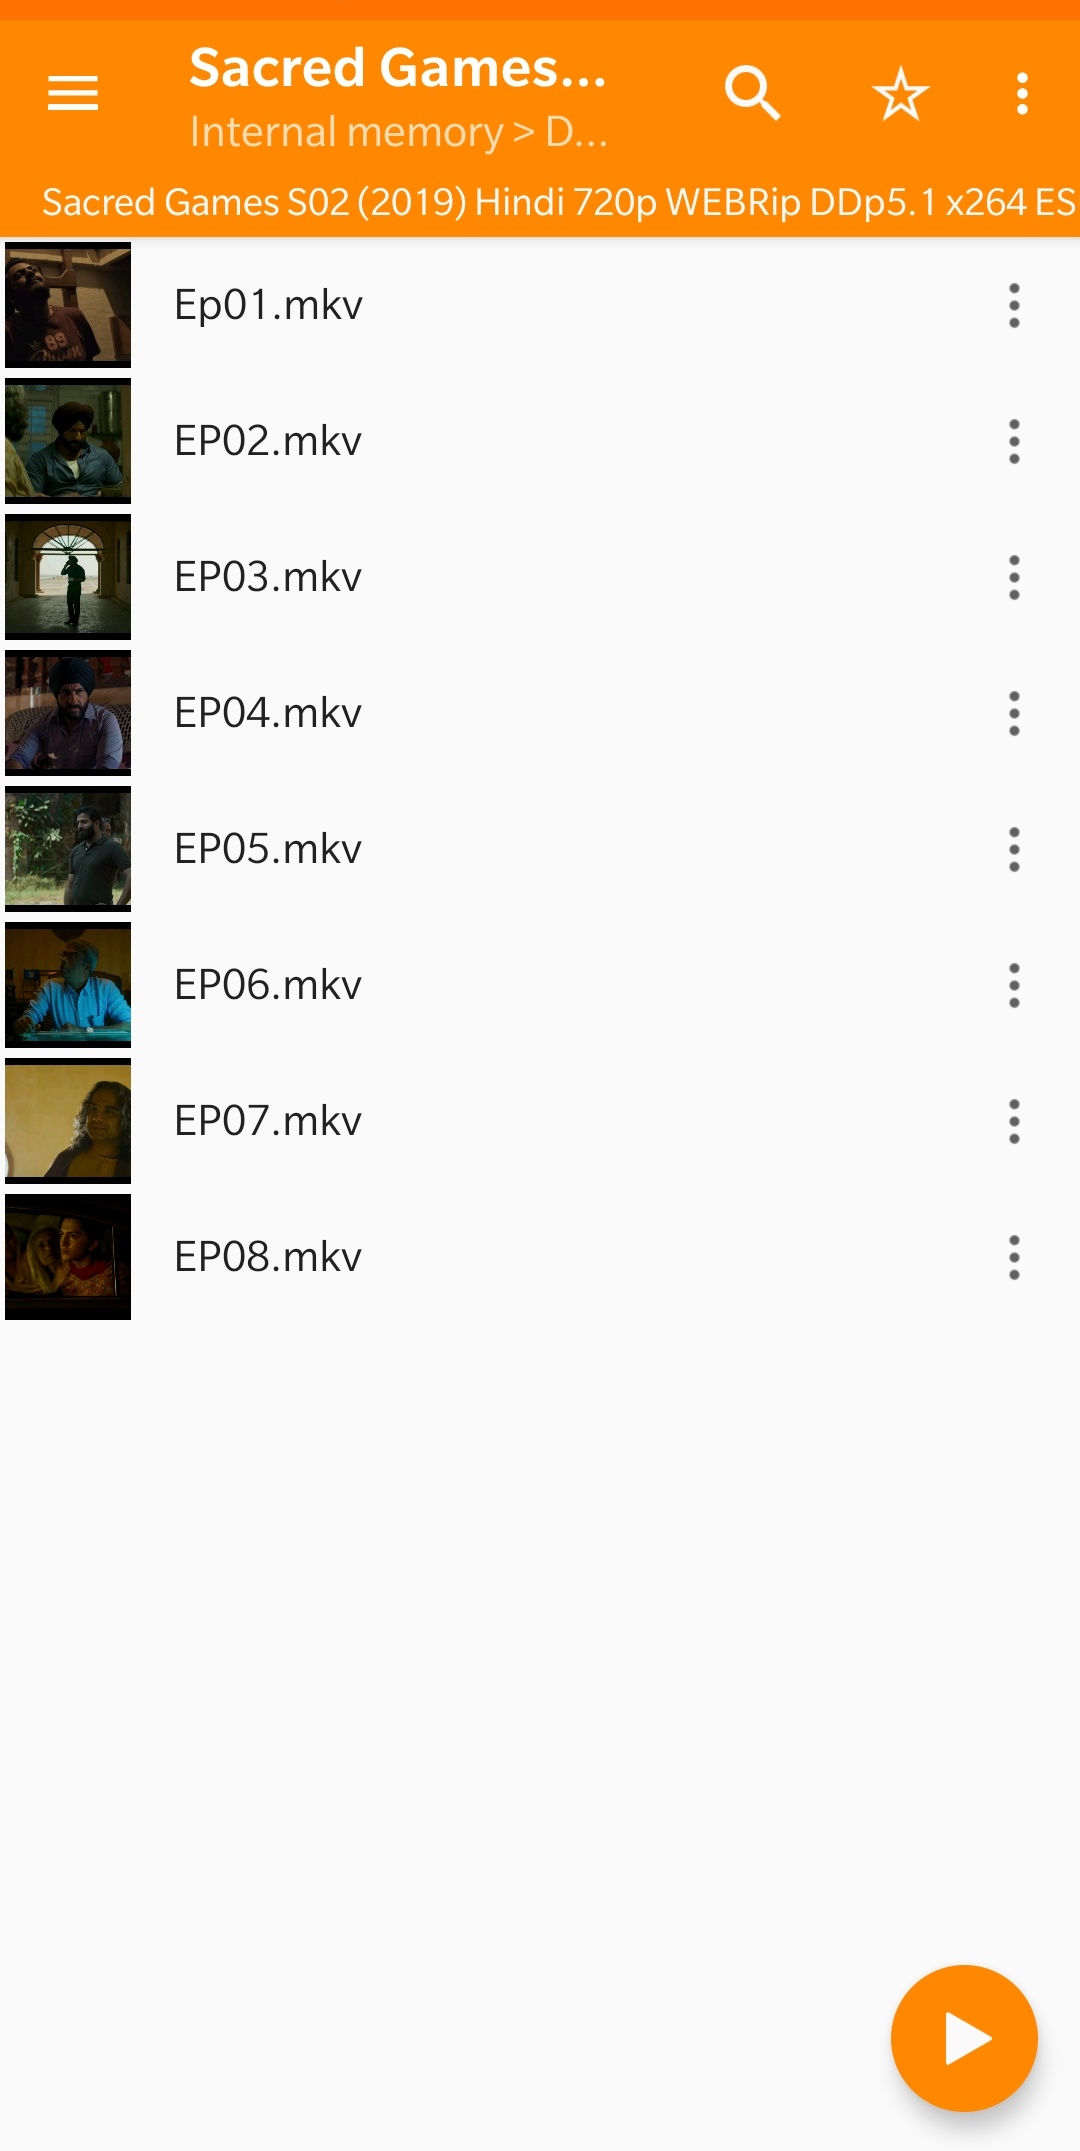 Sacred Games...
Internal memory > D...
Sacred Games S02 (2019) Hindi 720p WEBRip DDp5.1 x264 ES
Ep01.mkv
EP02.mkv
EP03.mkv
EP04.mkv
EP05.mkv
EP06.mkv
EP07.mkv
EP08.mkv